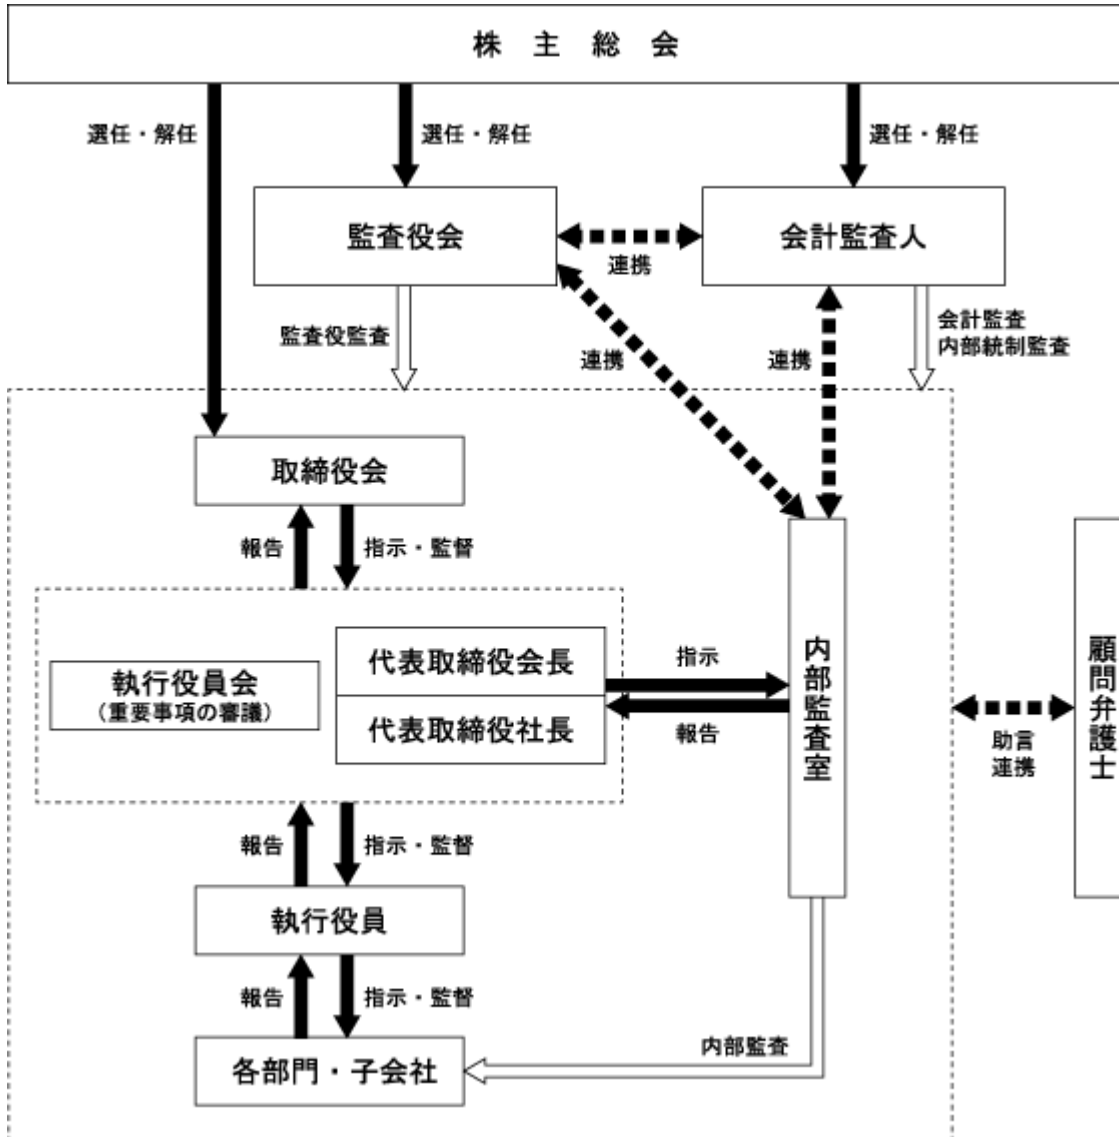 株 主 総 会
選任・解任
選任・解任
選任・解任
監査役会
会計監査人
連携
監査役監査
連携
連携
会計監査
内部統制監査
取締役会
報告
指示・監督
執行役員会
（重要事項の審議）
代表取締役会長
代表取締役社長
指示
報告
内部監査室
助言
連携
顧問弁護士
報告
指示・監督
執行役員
報告
指示・監督
各部門・子会社
内部監査